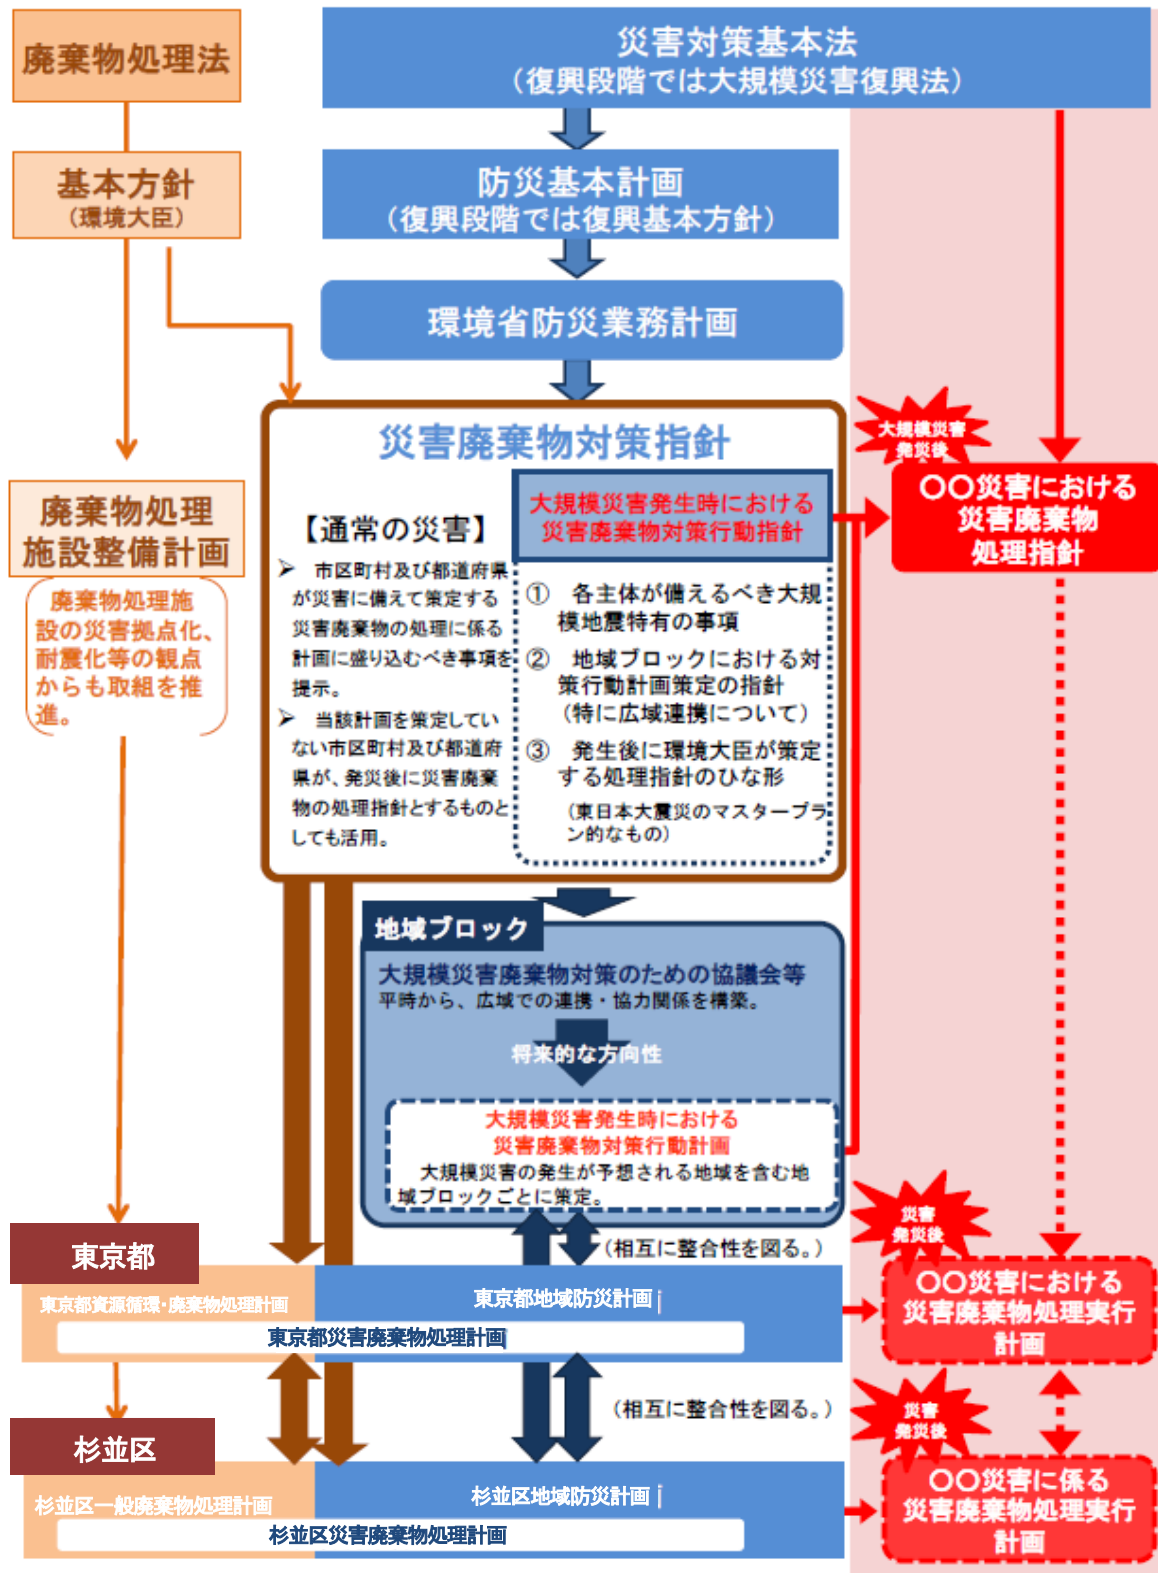 廃棄物処理法
災害対策基本法
（復興段階では大規模災害復興法）
基本方針
（環境大臣）
防災基本計画
（復興段階では復興基本方針）
環境省防災業務計画
災害廃棄物対策指針
大規模災害
発災後
廃棄物処理
施設整備計画
廃棄物処理施
設の災害拠点化、
耐震化等の観点
からも取組を推
進。
【通常の災害】
➢ 市区町村及び都道府県
が災害に備えて策定する
災害廃棄物の処理に係る
計画に盛り込むべき事項を
提示。
➢ 当該計画を策定してい
ない市区町村及び都道府
県が、発災後に災害廃棄
物の処理指針とするものと
しても活用。
大規模災害発生時における
災害廃棄物対策行動指針
① 各主体が備えるべき大規
模地震特有の事項
② 地域ブロックにおける対
策行動計画策定の指針
（特に広域連携について）
③ 発生後に環境大臣が策定
する処理指針のひな形
（東日本大震災のマスタープラ
ン的なもの）
〇〇災害における
災害廃棄物
処理指針
地域ブロック
大規模災害廃棄物対策のための協議会等
平時から、広域での連携・協力関係を構築。
将来的な方向性
大規模災害発生時における
災害廃棄物対策行動計画
大規模災害の発生が予想される地域を含む地
域ブロックごとに策定。
（相互に整合性を図る。）
災害
発災後
東京都
東京都資源循環・廃棄物処理計画
東京都地域防災計画
東京都災害廃棄物処理計画
〇〇災害における
災害廃棄物処理実行
計画
（相互に整合性を図る。）
災害
発災後
杉並区
杉並区一般廃棄物処理計画
杉並区地域防災計画
杉並区災害廃棄物処理計画
〇〇災害に係る
災害廃棄物処理実行
計画